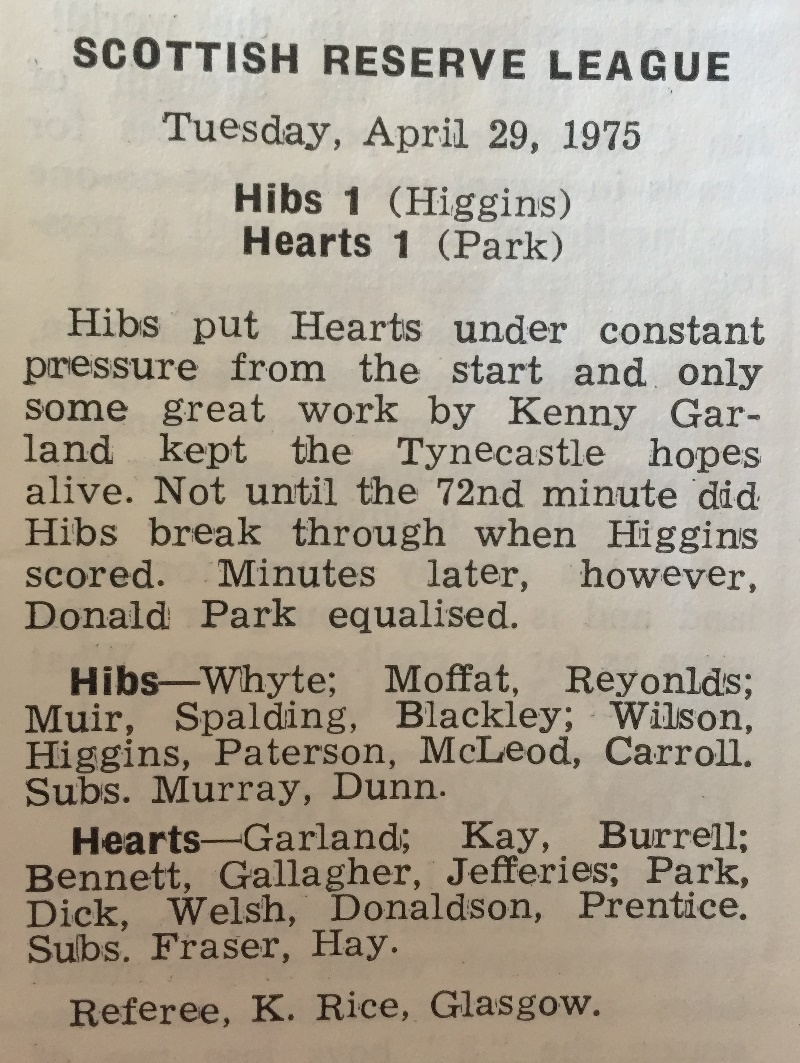 SCOTTISH RESERVE LEAGUE
Tuesday, April 29, 1975
Hibs 1 (Higgins)
Hearts 1 (Park)
Hibs put Hearts under constant
pressure from the start and only
some great work by Kenny Gar-
land kept the Tynecastle hopes
alive. Not until the 72nd minute did
Hibs break through when Higgins
scored. Minutes later, however,
Donald Park equalised.
Hibs—Whyte; Moffat, Reyonlds;
Muir, Spalding, Blackley; Wilson,
Higgins, Paterson, McLeod, Carroll.
Subs. Murray, Dunn.
Hearts—Garland; Kay, Burrell;
Bennett, Gallagher, Jefferies; Park,
Dick, Welsh, Donaldson, Prentice.
Subs. Fraser, Hay.
Referee, K. Rice, Glasgow.